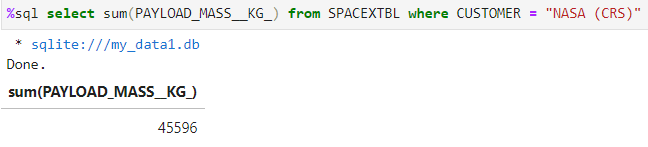 %sql select sum(PAYLOAD_MASS__KG_) from SPACEXTBL where CUSTOMER = "NASA (CRS)"
* sqlite:///my_data1.db
Done.
sum(PAYLOAD_MASS__KG_)
45596